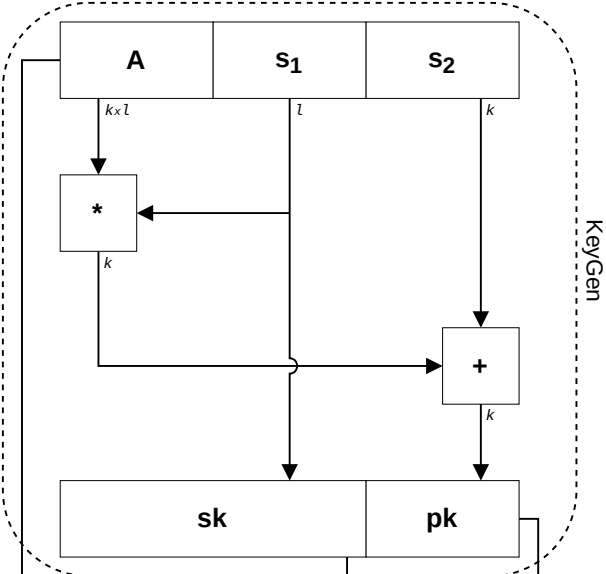 A s₁ s₂
k×l l k
*
k
KeyGen
+
k
sk pk